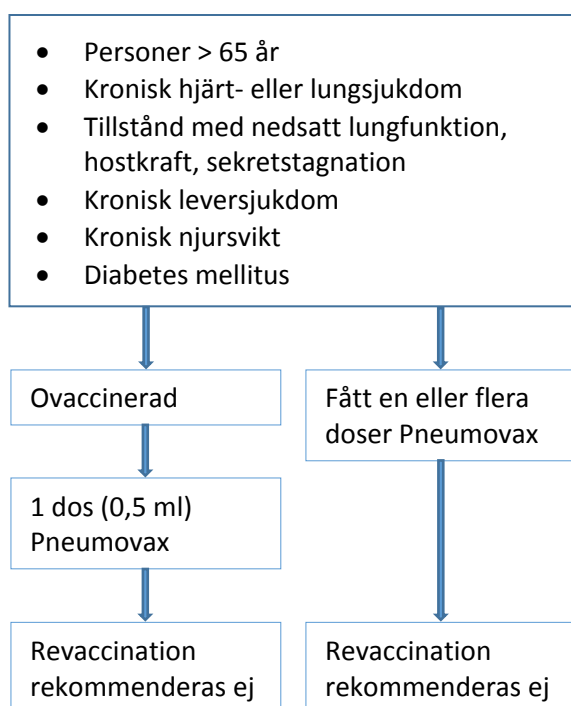 • Personer > 65 år
• Kronisk hjärt- eller lungsjukdom
• Tillstånd med nedsatt lungfunktion,
hostkraft, sekretstagnation
• Kronisk leversjukdom
• Kronisk njursvikt
• Diabetes mellitus
Ovaccinerad
1 dos (0,5 ml)
Pneumovax
Revaccination
rekommenderas ej
Fått en eller flera
doser Pneumovax
Revaccination
rekommenderas ej